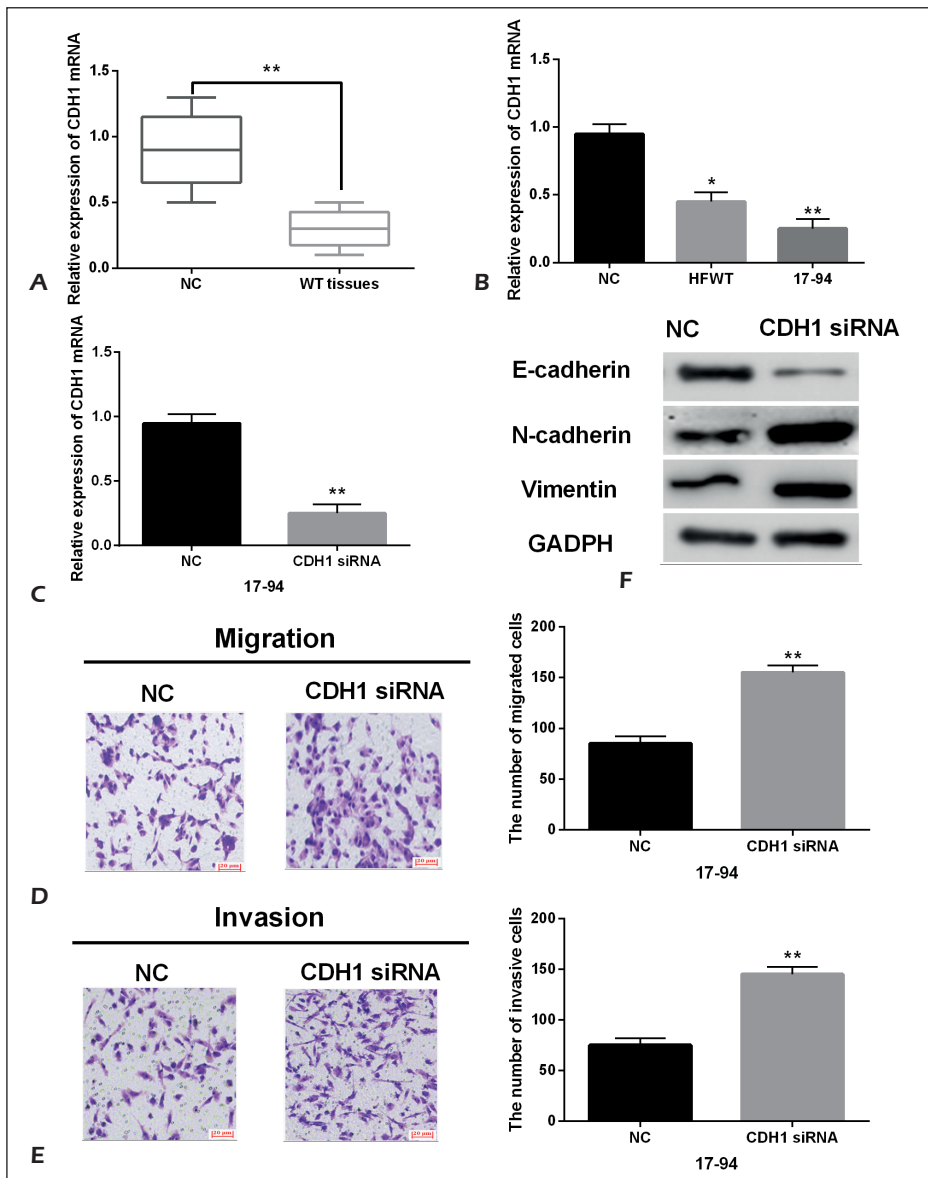 Relative expression of CDH1 mRNA
1.5
1.0
0.5
0.0
**
NC
WT tissues
A
Relative expression of CDH1 mRNA
1.5
1.0
0.5
0.0
*
**
NC
HFWT
17-94
B
Relative expression of CDH1 mRNA
1.5
1.0
0.5
0.0
**
NC
CDH1 siRNA
17-94
C
NC
CDH1 siRNA
E-cadherin
N-cadherin
Vimentin
GADPH
F
Migration
NC
CDH1 siRNA
20 μm
20 μm
The number of migrated cells
200
150
100
50
0
**
NC
CDH1 siRNA
17-94
D
Invasion
NC
CDH1 siRNA
20 μm
20 μm
The number of invasive cells
200
150
100
50
0
**
NC
CDH1 siRNA
17-94
E